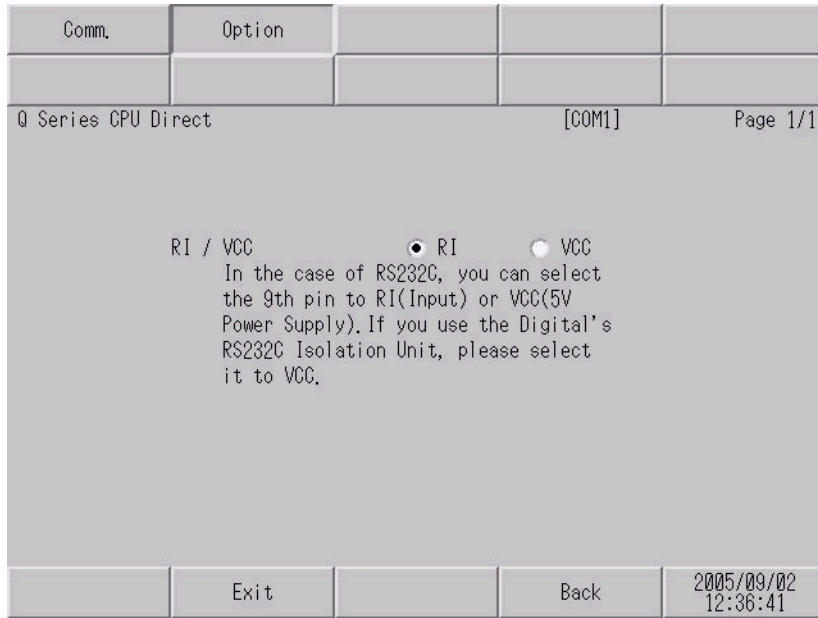 Comm. Option
Q Series CPU Direct [COM1] Page 1/1
RI / VCC RI VCC
In the case of RS232C, you can select
the 9th pin to RI(Input) or VCC(5V
Power Supply).If you use the Digital's
RS232C Isolation Unit, please select
it to VCC.
Exit Back 2005/09/02
12:36:41